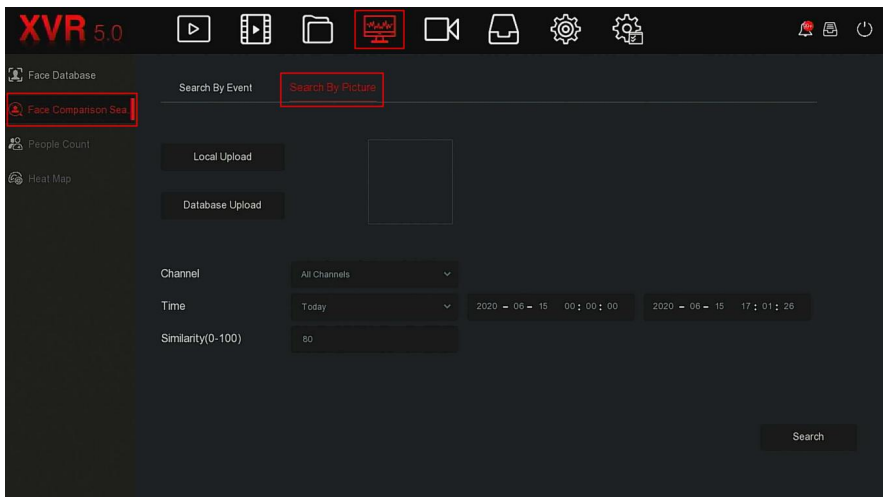 XVR 5.0
Face Database
Face Comparison Sea
People Count
Heat Map
Search By Event
Search By Picture
Local Upload
Database Upload
Channel
All Channels
Time
Today
2020 - 06 - 15 00 : 00 : 00
2020 - 06 - 15 17 : 01 : 26
Similarity(0-100)
80
Search